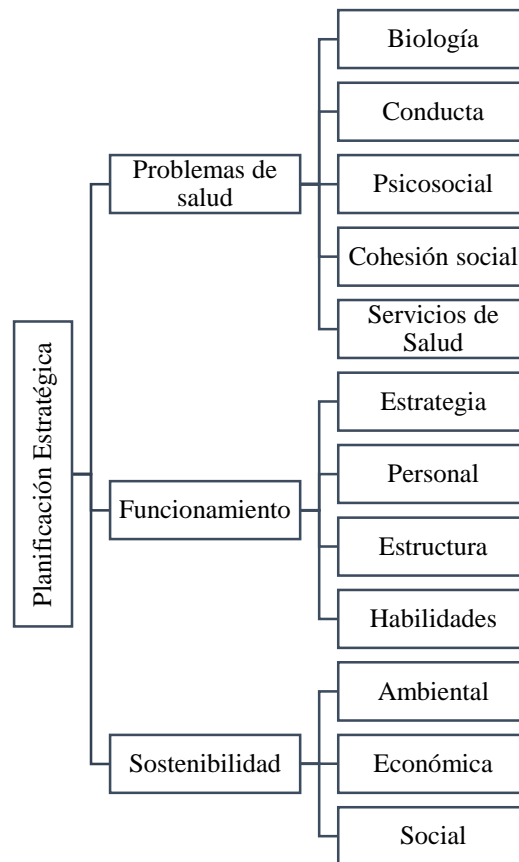 Planificación Estratégica
Problemas de
salud
Biología
Conducta
Psicosocial
Cohesión social
Servicios de
Salud
Funcionamiento
Estrategia
Personal
Estructura
Habilidades
Sostenibilidad
Ambiental
Económica
Social